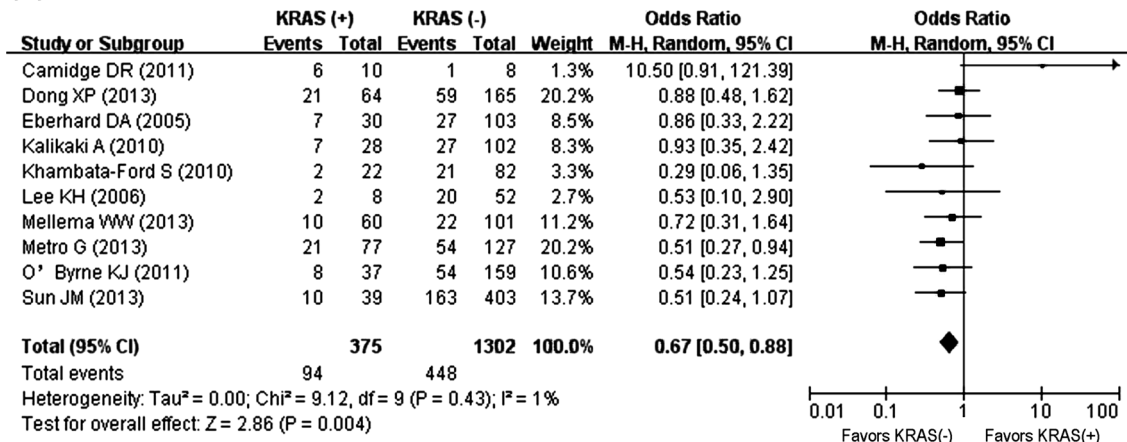 KRAS (+) KRAS (-) Odds Ratio Odds Ratio
Study or Subgroup Events Total Events Total Weight M-H, Random, 95% CI M-H, Random, 95% CI
Camidge DR (2011) 6 10 1 8 1.3% 10.50 [0.91, 121.39]
Dong XP (2013) 21 64 59 165 20.2% 0.88 [0.48, 1.62]
Eberhard DA (2005) 7 30 27 103 8.5% 0.86 [0.33, 2.22]
Kalikaki A (2010) 7 28 27 102 8.3% 0.93 [0.35, 2.42]
Khambata-Ford S (2010) 2 22 21 82 3.3% 0.29 [0.06, 1.35]
Lee KH (2006) 2 8 20 52 2.7% 0.53 [0.10, 2.90]
Mellema WW (2013) 10 60 22 101 11.2% 0.72 [0.31, 1.64]
Metro G (2013) 21 77 54 127 20.2% 0.51 [0.27, 0.94]
O’ Byrne KJ (2011) 8 37 54 159 10.6% 0.54 [0.23, 1.25]
Sun JM (2013) 10 39 163 403 13.7% 0.51 [0.24, 1.07]
Total (95% CI) 375 1302 100.0% 0.67 [0.50, 0.88]
Total events 94 448
Heterogeneity: Tau² = 0.00; Chi² = 9.12, df = 9 (P = 0.43); I² = 1%
Test for overall effect: Z = 2.86 (P = 0.004)
0.01 0.1 1 10 100
Favors KRAS(-) Favors KRAS(+)